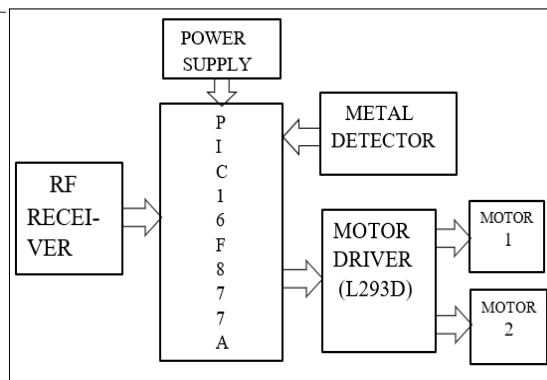 POWER
SUPPLY
P
I
C
1
6
F
8
7
7
A
METAL
DETECTOR
RF
RECEI-
VER
MOTOR
DRIVER
(L293D)
MOTOR
1
MOTOR
2